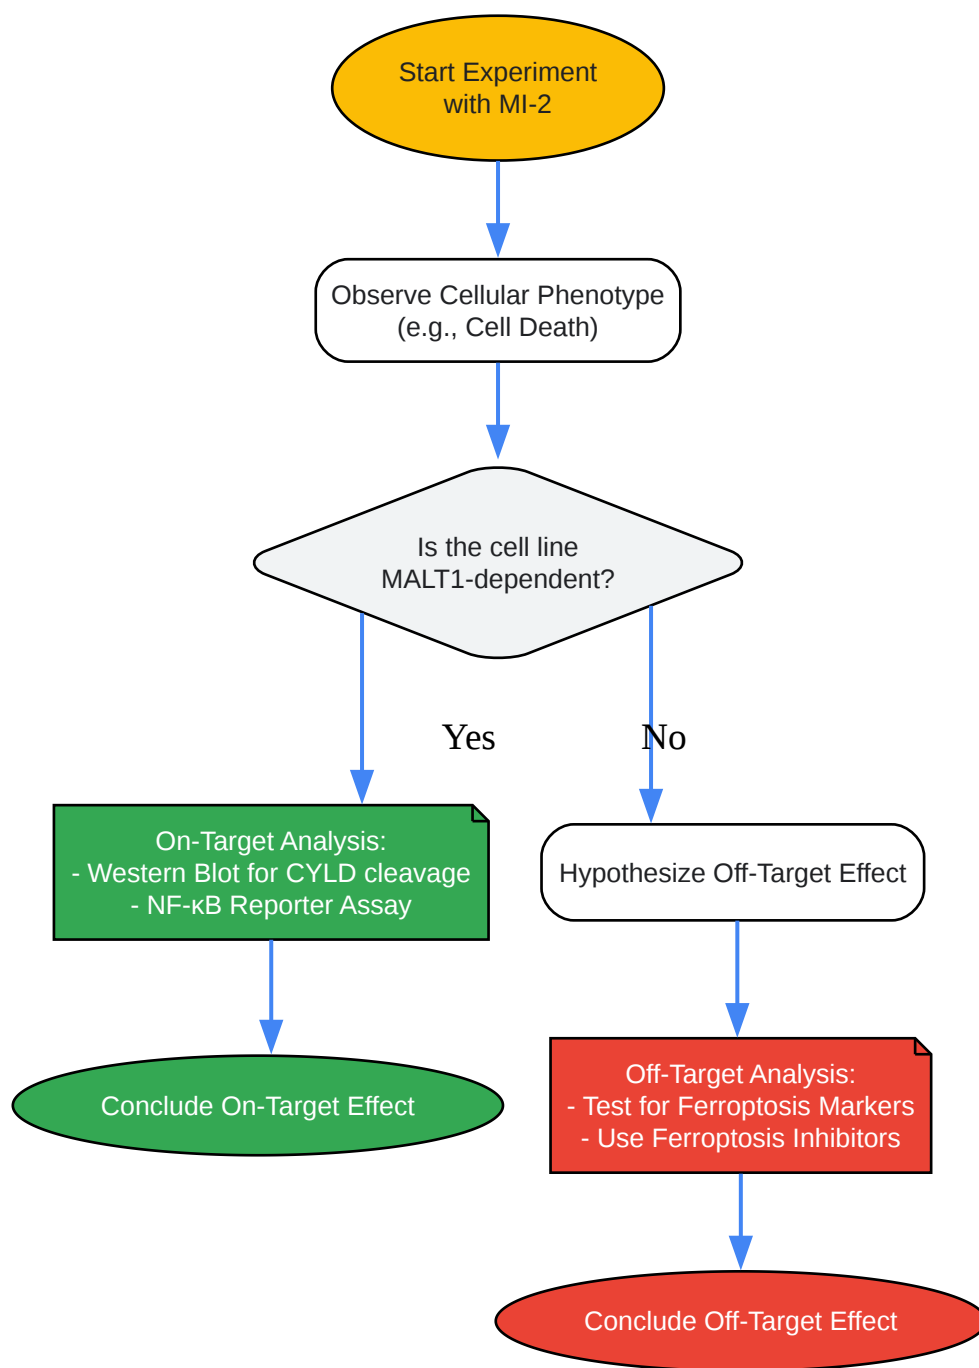 Start Experiment
with MI-2
Observe Cellular Phenotype
(e.g., Cell Death)
Is the cell line
MALT1-dependent?
Yes
No
On-Target Analysis:
- Western Blot for CYLD cleavage
- NF-κB Reporter Assay
Hypothesize Off-Target Effect
Conclude On-Target Effect
Off-Target Analysis:
- Test for Ferroptosis Markers
- Use Ferroptosis Inhibitors
Conclude Off-Target Effect